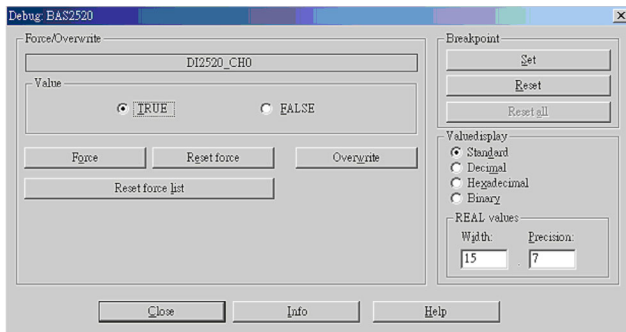 Debug: BAS2520
Force/Overwrite
DI2520_CH0
Value
TRUE
FALSE
Force
Reset force
Overwrite
Reset force list
Breakpoint
Set
Reset
Reset all
Valuedisplay
Standard
Decimal
Hexadecimal
Binary
REAL values
Width: Precision:
15 . 7
Close
Info
Help